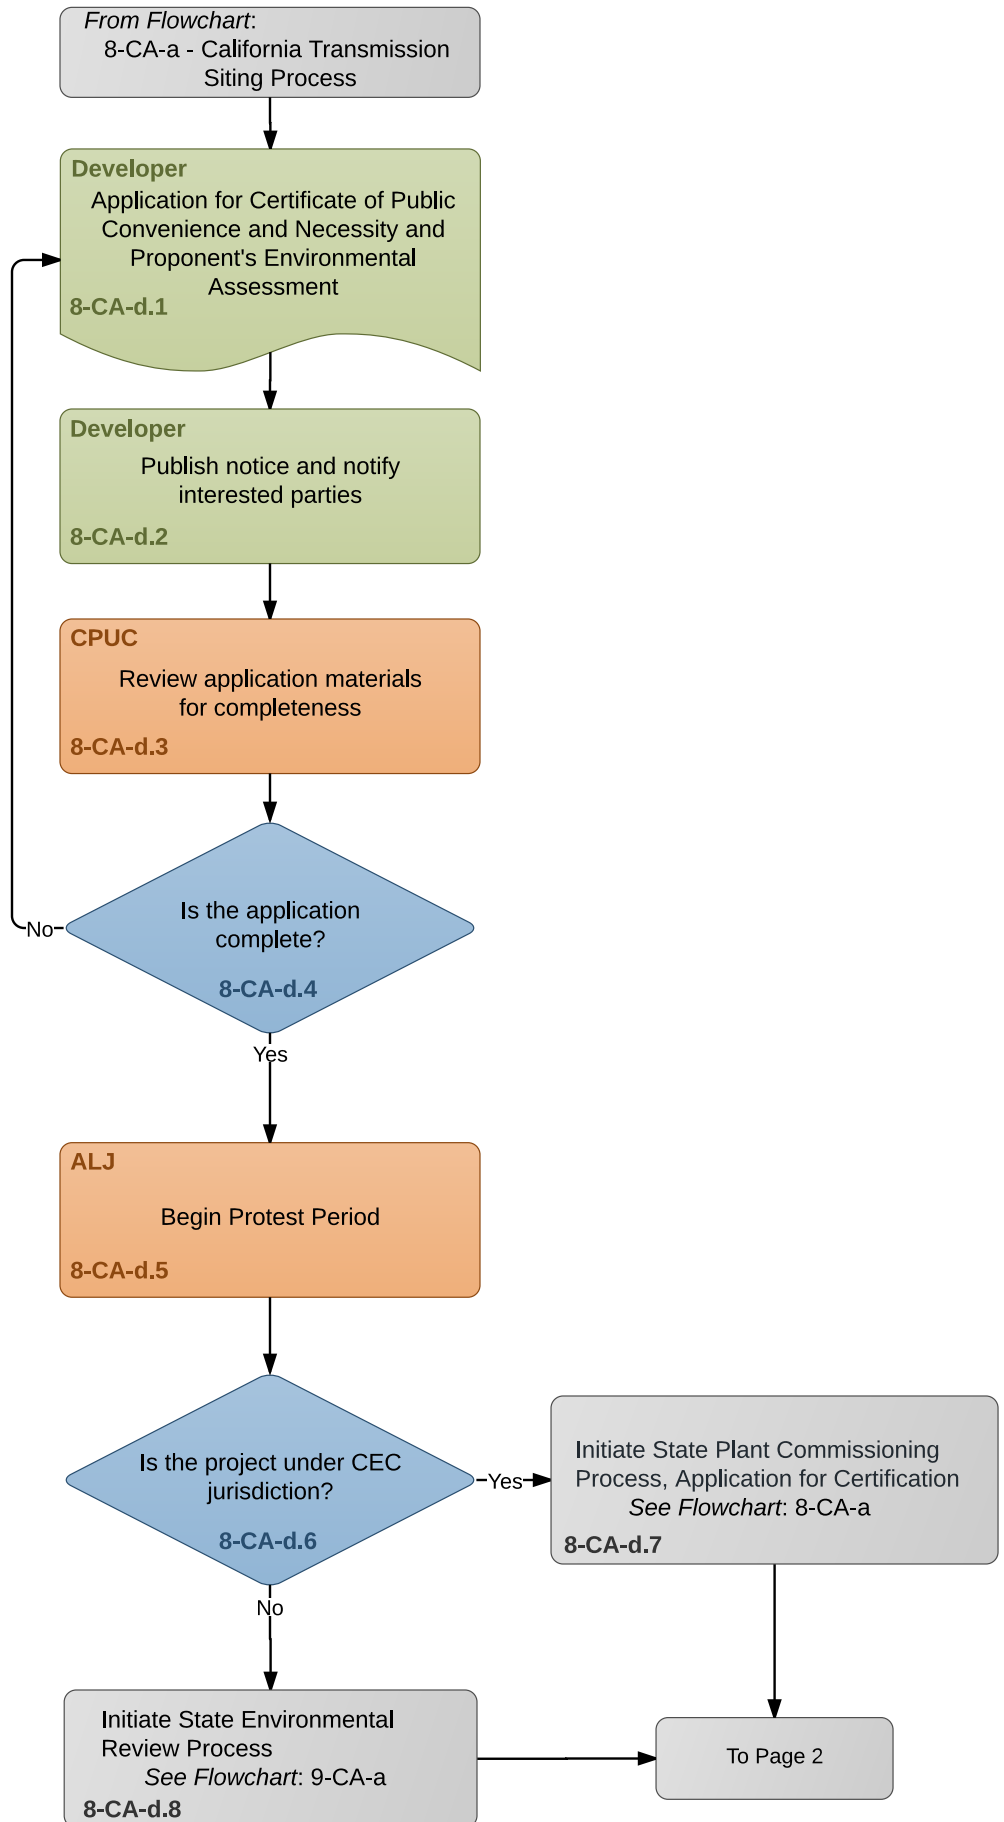 From Flowchart:
8-CA-a - California Transmission
Siting Process
Developer
Application for Certificate of Public
Convenience and Necessity and
Proponent's Environmental
Assessment
8-CA-d.1
Developer
Publish notice and notify
interested parties
8-CA-d.2
CPUC
Review application materials
for completeness
8-CA-d.3
Is the application
complete?
8-CA-d.4
No
Yes
ALJ
Begin Protest Period
8-CA-d.5
Is the project under CEC
jurisdiction?
8-CA-d.6
Yes
Initiate State Plant Commissioning
Process, Application for Certification
See Flowchart: 8-CA-a
8-CA-d.7
No
Initiate State Environmental
Review Process
See Flowchart: 9-CA-a
8-CA-d.8
To Page 2